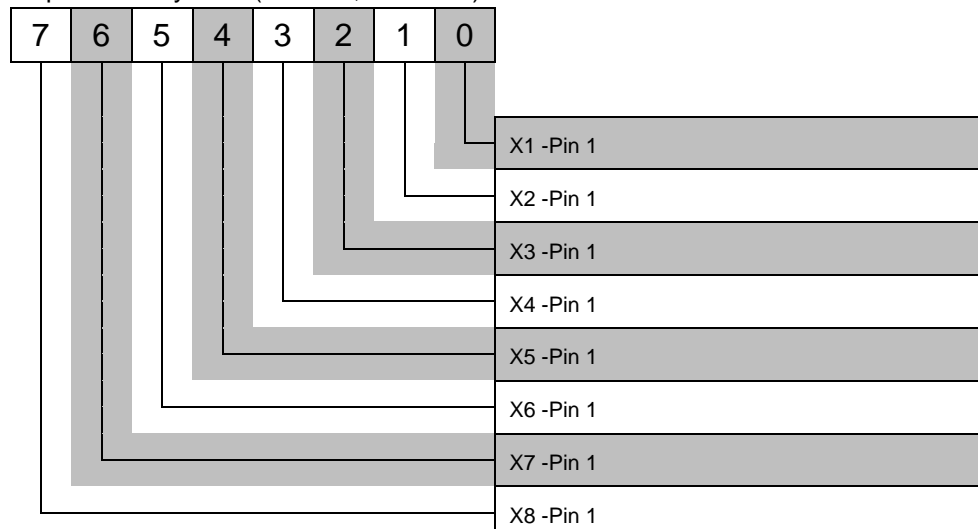 7 6 5 4 3 2 1 0
X1 -Pin 1
X2 -Pin 1
X3 -Pin 1
X4 -Pin 1
X5 -Pin 1
X6 -Pin 1
X7 -Pin 1
X8 -Pin 1